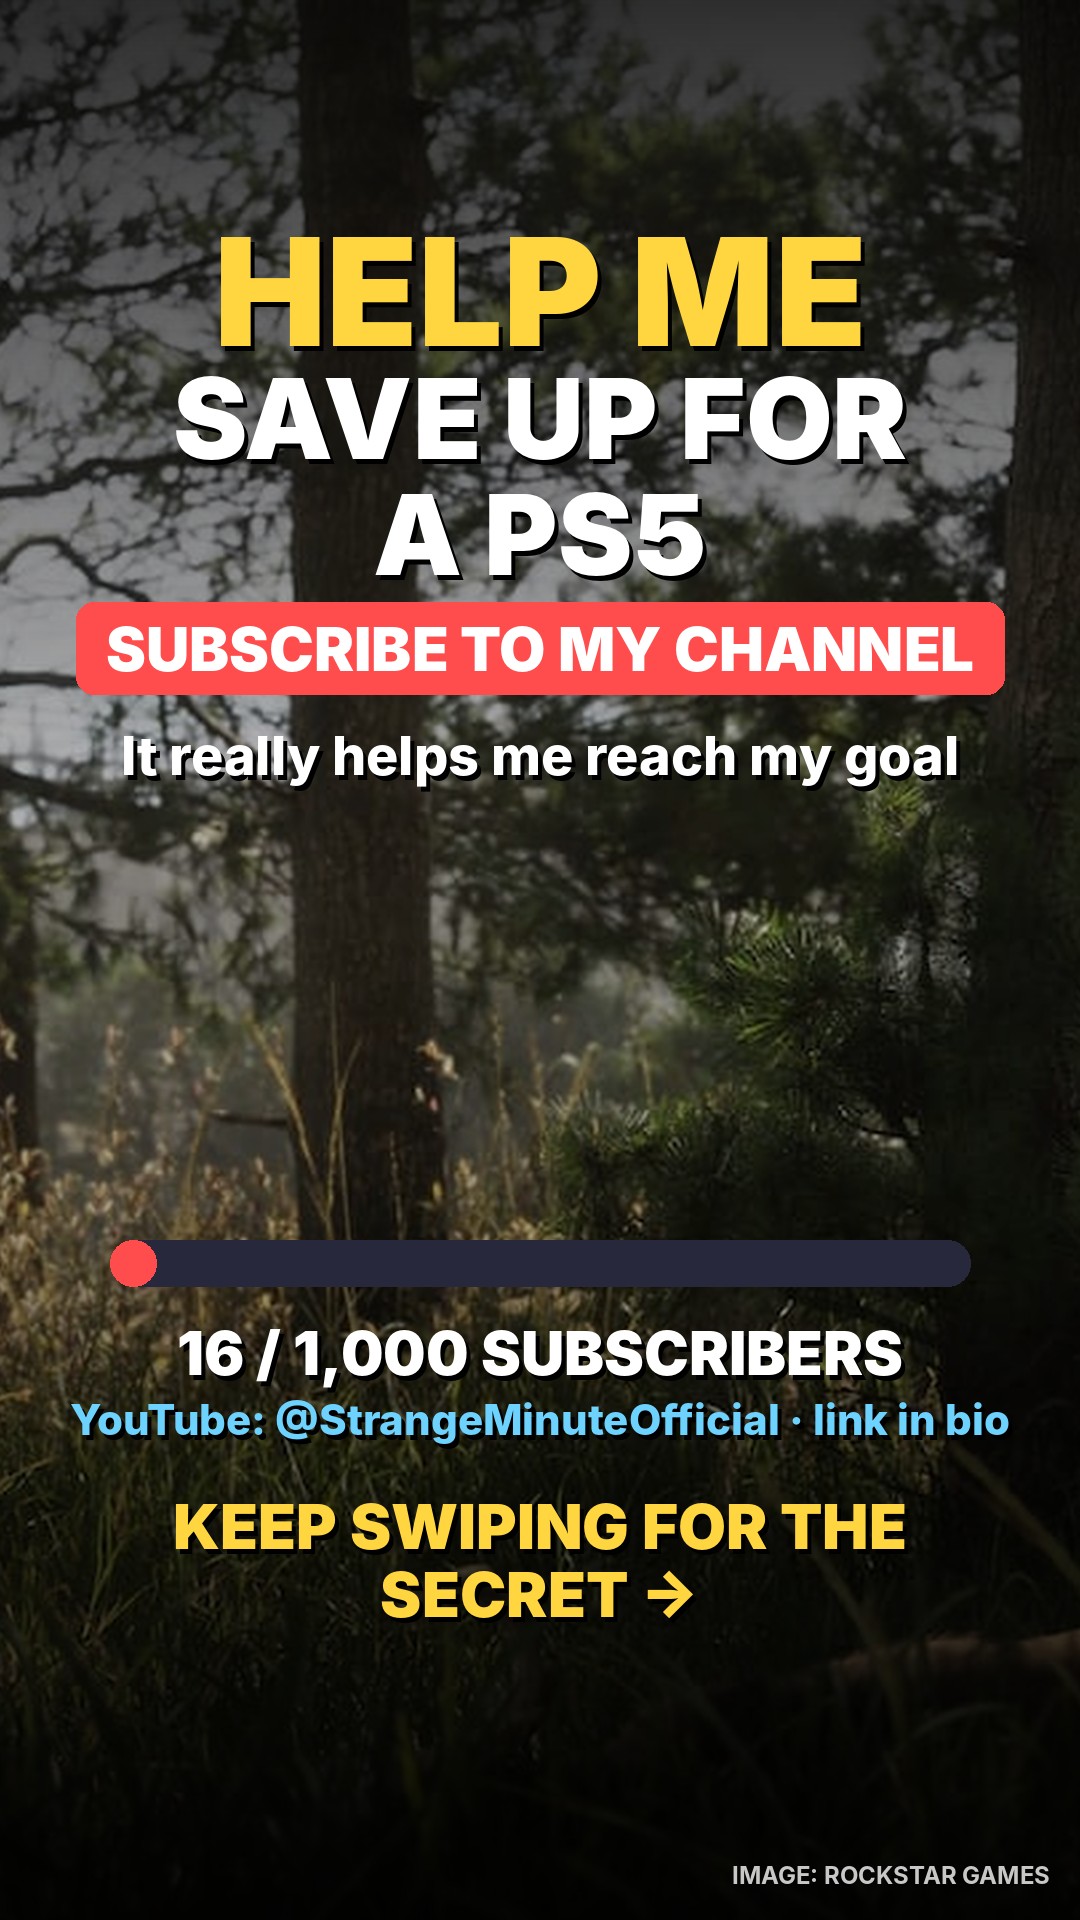 HELP ME
SAVE UP FOR
A PS5
SUBSCRIBE TO MY CHANNEL
It really helps me reach my goal
16 / 1,000 SUBSCRIBERS
YouTube: @StrangeMinuteOfficial · link in bio
KEEP SWIPING FOR THE
SECRET →
IMAGE: ROCKSTAR GAMES